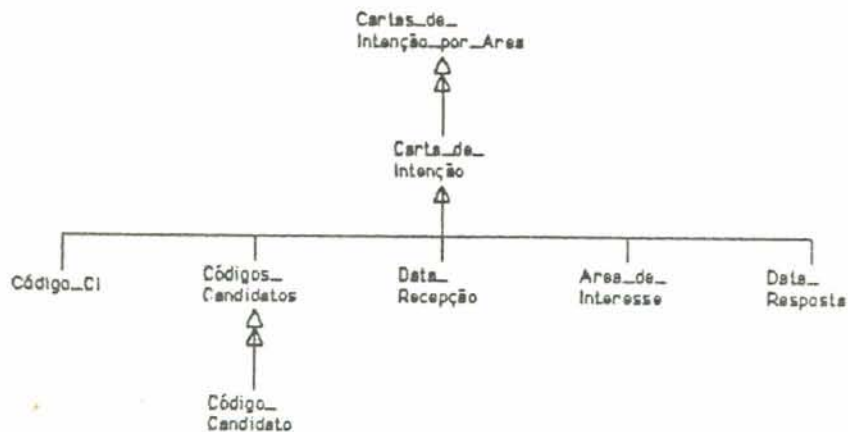 Cartas_de_
Intenção_por_Area
Carta_de_
Intenção
Código_CI
Códigos_
Candidatos
Data_
Recepção
Area_de_
Interesse
Data_
Resposta
Código_
Candidato